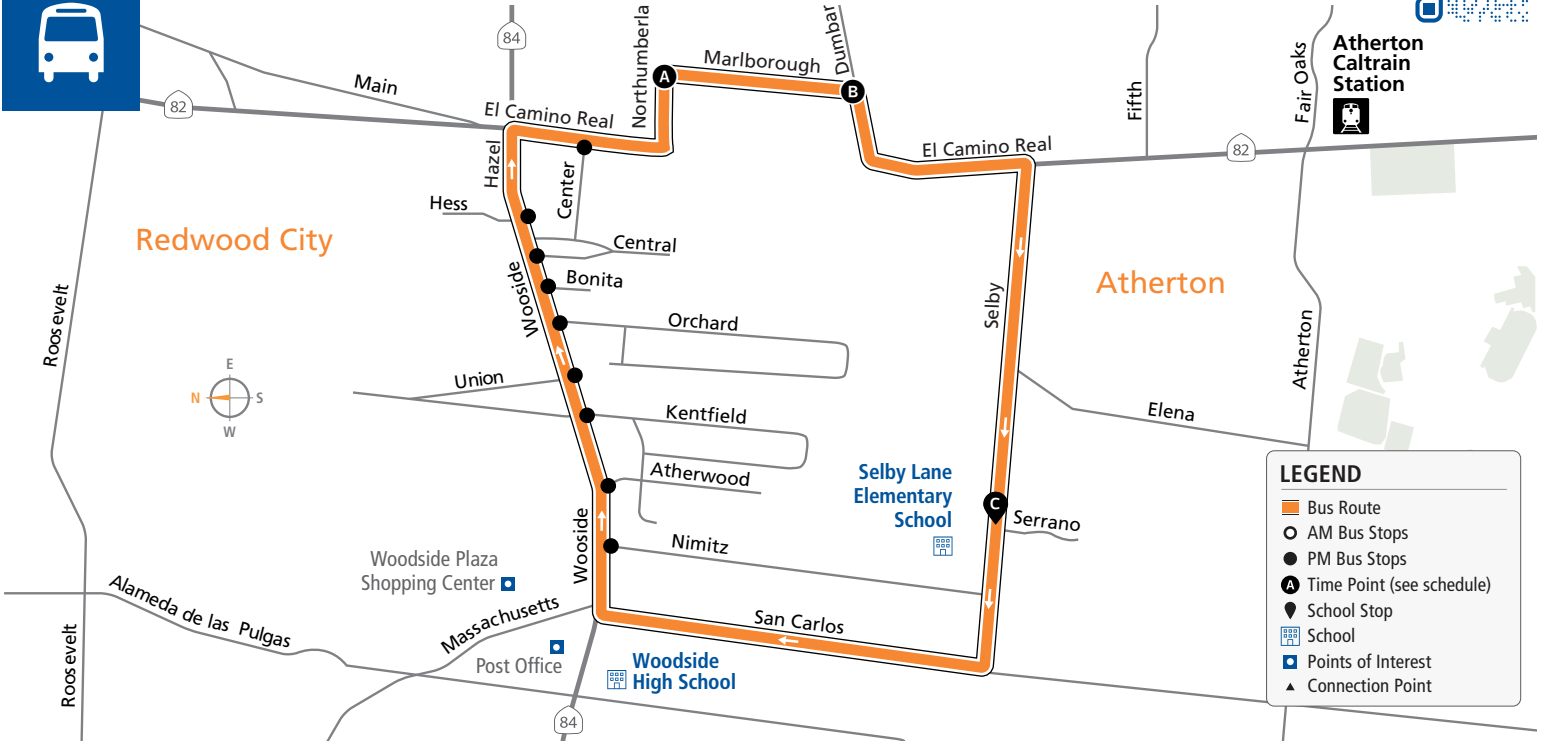 84
Main
82
El Camino Real
Northumberla
Marlborough
Dumbar
A
B
El Camino Real
Fifth
Fair Oaks
Atherton
Caltrain
Station
82
Hazel
Hess
Center
Central
Redwood City
Wooside
Bonita
Orchard
Selby
Atherton
Roosevelt
E
N
S
W
Union
Kentfield
Atherwood
Elena
Atherton
Selby Lane
Elementary
School
C
Serrano
Wooside
Nimitz
Woodside Plaza
Shopping Center
Alameda de las Pulgas
Massachusetts
San Carlos
Post Office
Woodside
High School
Roosevelt
84
LEGEND
Bus Route
AM Bus Stops
PM Bus Stops
A Time Point (see schedule)
School Stop
School
Points of Interest
Connection Point